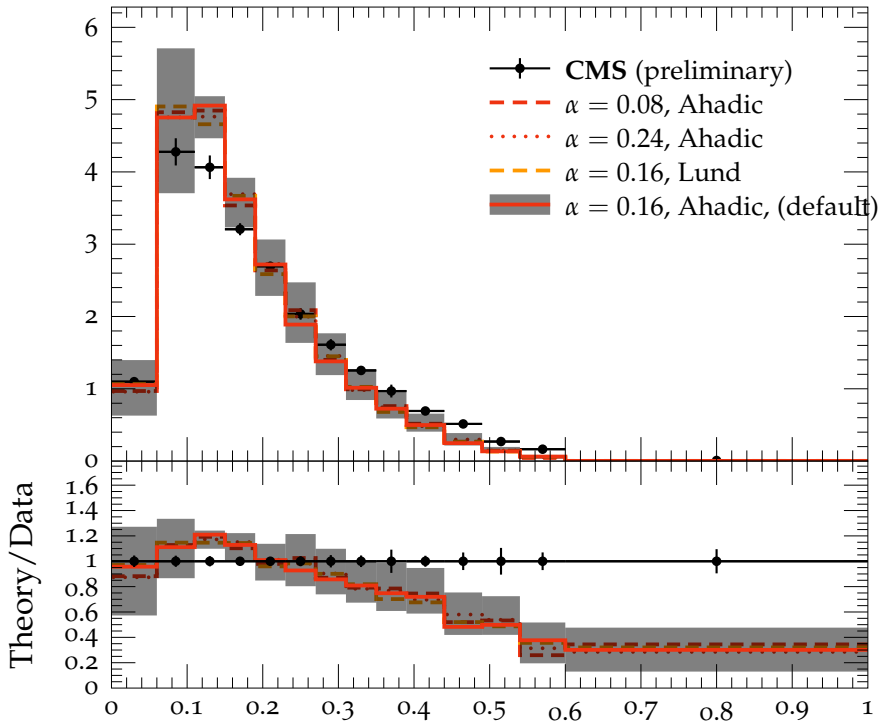 6
5
4
3
2
1
0
CMS (preliminary)
α = 0.08, Ahadic
α = 0.24, Ahadic
α = 0.16, Lund
α = 0.16, Ahadic, (default)
Theory/Data
1.6
1.4
1.2
1
0.8
0.6
0.4
0.2
0
0 0.1 0.2 0.3 0.4 0.5 0.6 0.7 0.8 0.9 1